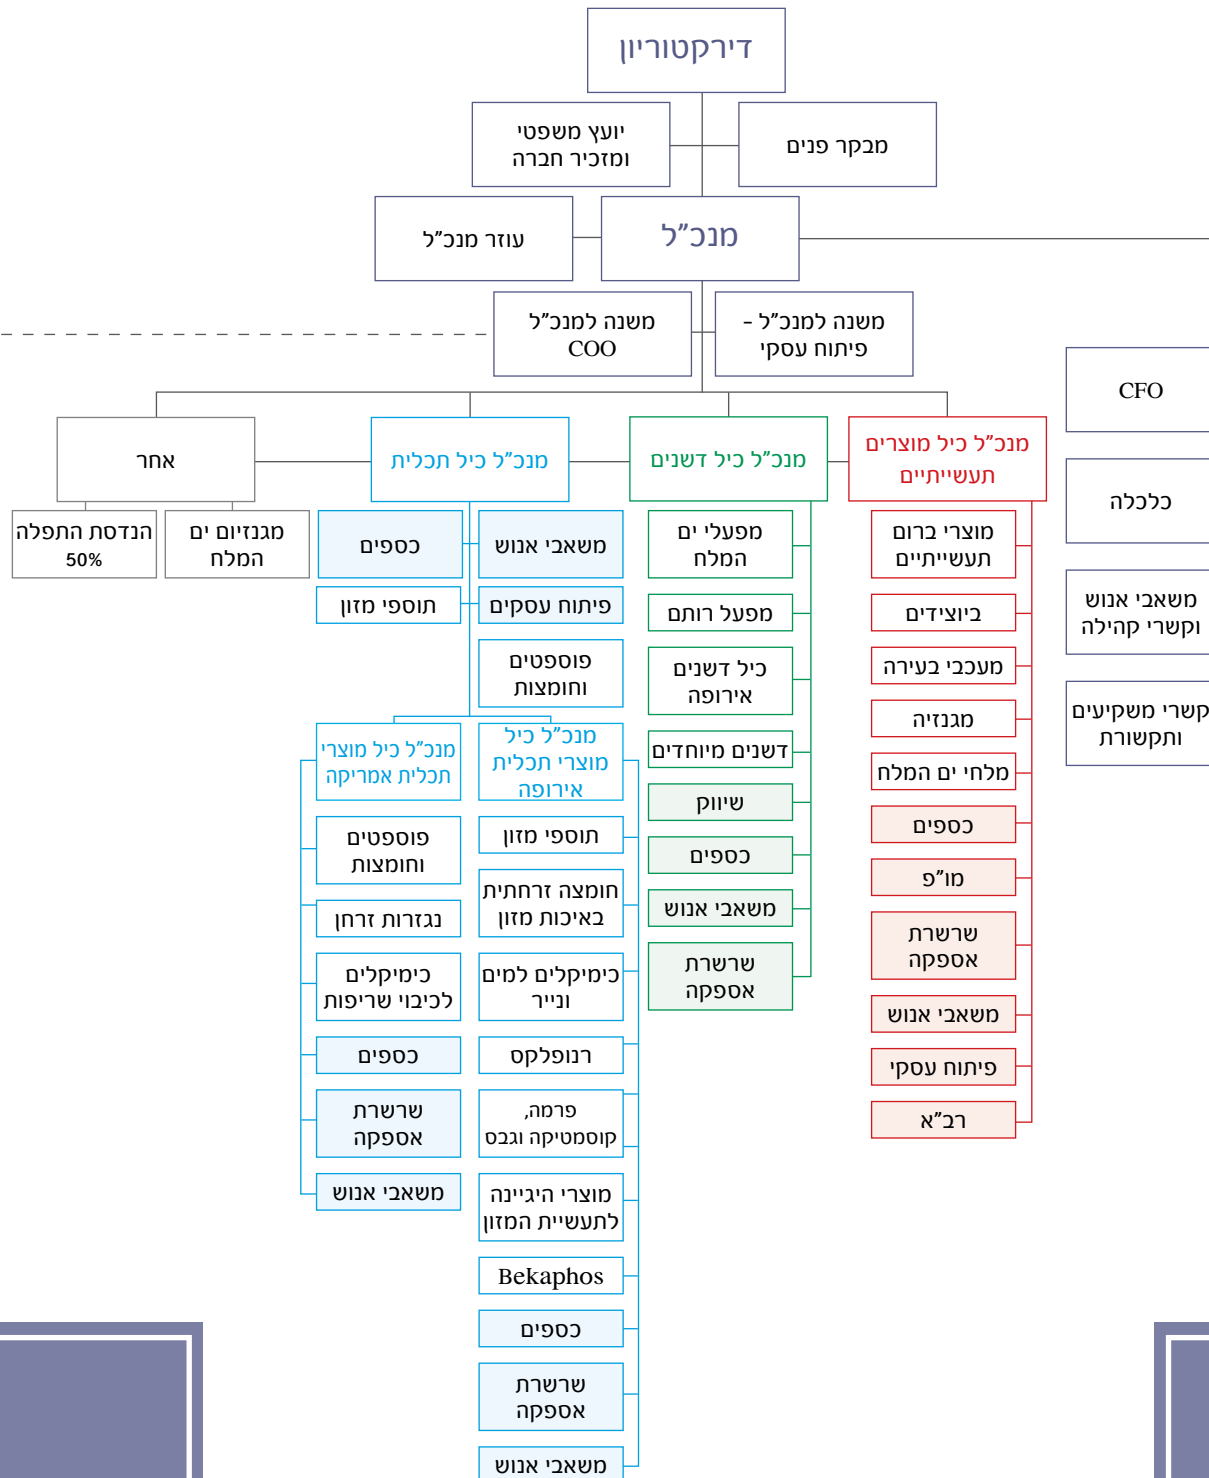 דירקטוריון
מבקר פנים
יועץ משפטי
ומזכיר חברה
מנכ"ל
עוזר מנכ"ל
משנה למנכ"ל –
פיתוח עסקי
משנה למנכ"ל
COO
CFO
כלכלה
משאבי אנוש
וקשרי קהילה
קשרי משקיעים
ותקשורת
מנכ"ל כיל מוצרים
תעשייתיים
מוצרי ברום
תעשייתיים
ביוצידים
מעכבי בעירה
מגנזיה
מלחי ים המלח
כספים
מו"פ
שרשרת
אספקה
משאבי אנוש
פיתוח עסקי
רב"א
מנכ"ל כיל דשנים
מפעלי ים
המלח
מפעל רותם
כיל דשנים
אירופה
דשנים מיוחדים
שיווק
כספים
משאבי אנוש
שרשרת
אספקה
מנכ"ל כיל תכלית
משאבי אנוש
כספים
פיתוח עסקים
תוספי מזון
פוספטים
וחומצות
מנכ"ל כיל
מוצרי תכלית
אירופה
תוספי מזון
חומצה זרחתית
באיכות מזון
כימיקלים למים
ונייר
רנופלקס
פרמה,
קוסמטיקה וגבס
מוצרי היגיינה
לתעשיית המזון
Bekaphos
כספים
שרשרת
אספקה
משאבי אנוש
מנכ"ל כיל מוצרי
תכלית אמריקה
פוספטים
וחומצות
נגזרות זרחן
כימיקלים
לכיבוי שריפות
כספים
שרשרת
אספקה
משאבי אנוש
אחר
מגנזיום ים
המלח
הנדסת התפלה
50%